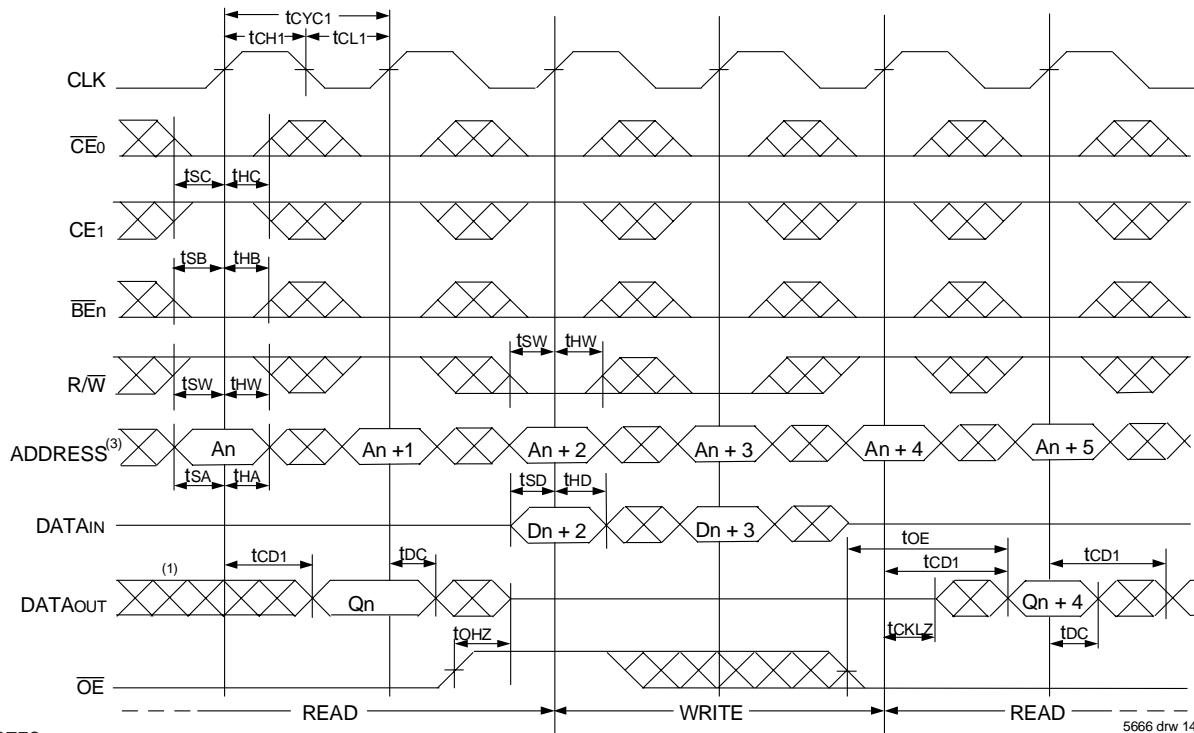 tCYC1
tCH1 tCL1
CLK
CE0
tSC tHC
CE1
tSB tHB
BEn
tSW tHW
R/W
tSW tHW
ADDRESS(3) An An +1 An + 2 An + 3 An + 4 An + 5
tSA tHA tSD tHD
DATAIN Dn + 2 Dn + 3
tOE
(1) tCD1 tDC tCD1 tCD1
DATAOUT Qn Qn + 4
tOHZ tCKLZ tDC
OE
READ WRITE READ
5666 drw 14